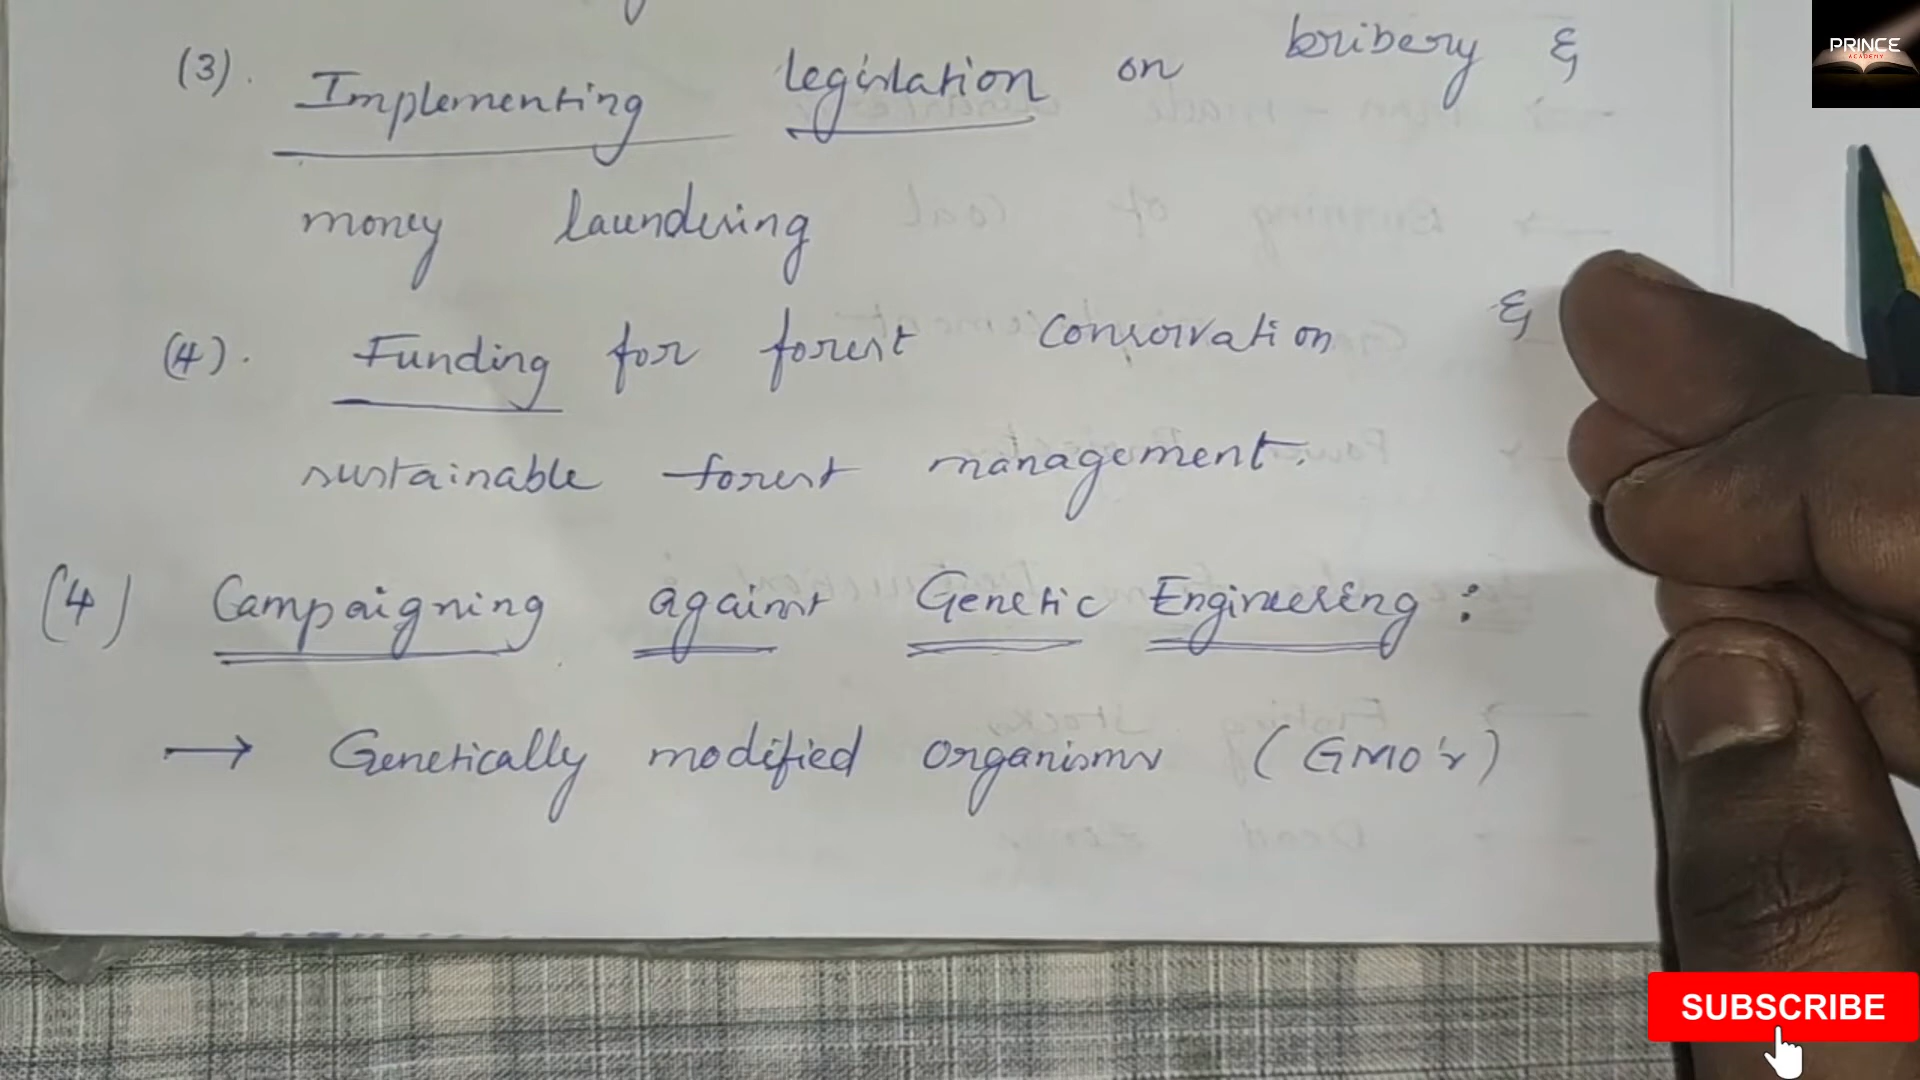 PRINCE
ACADEMY
(3). Implementing legislation on bribery &
money laundering
(4). Funding for forest conservation &
sustainable forest management.
(4) Campaigning against Genetic Engineering :
→ Genetically modified organisms (GMO's)
SUBSCRIBE